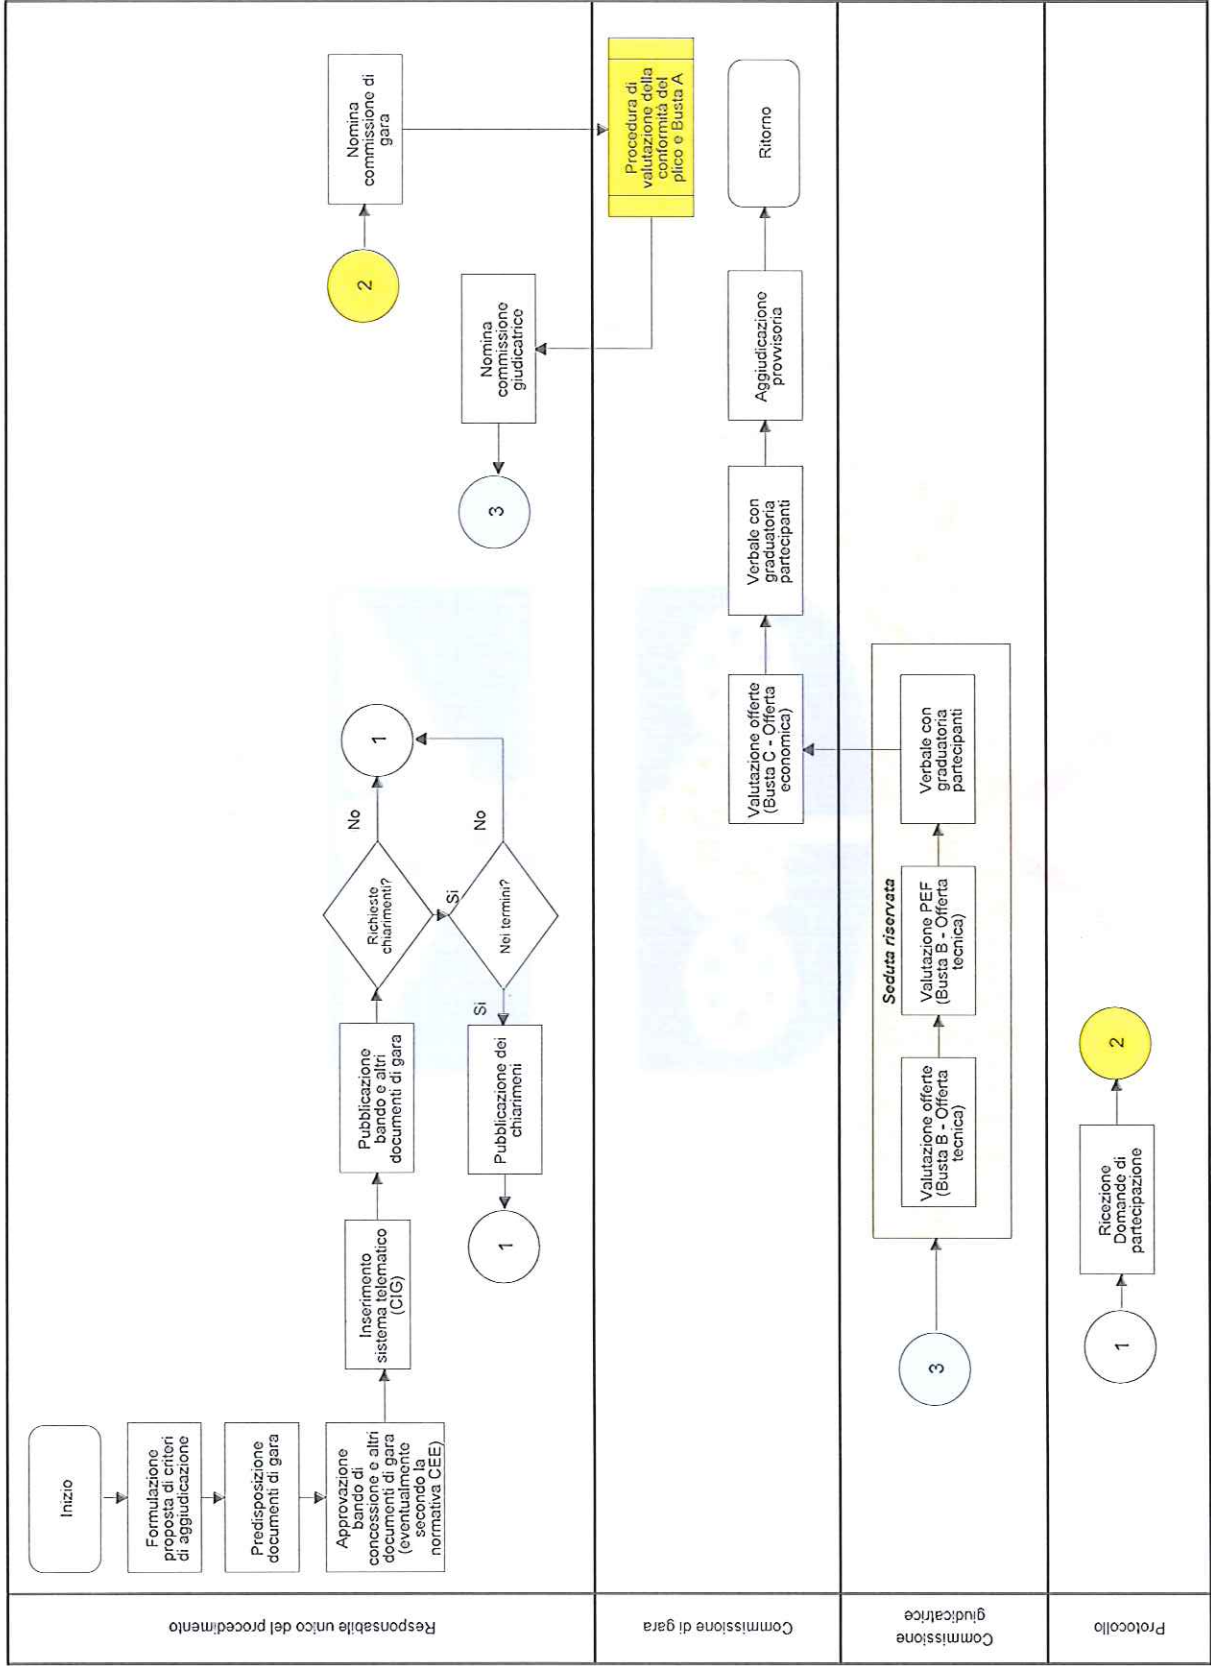 Responsabile unico del procedimento
Inizio
Formulazione
proposta di criteri
di aggiudicazione
Predisposizione
documenti di gara
Approvazione
bando di
concessione e altri
documenti di gara
(eventualmente
secondo la
normativa CEE)
Inserimento
sistema telematico
(CIG)
Pubblicazione
bando e altri
documenti di gara
Richieste
chiarimenti?
No
1
Si
Nei termini?
No
Si
Pubblicazione dei
chiarimeni
1
2
Nomina
commissione di
gara
Nomina
commissione
giudicatrice
3
Commissione di gara
Procedura di
valutazione della
conformità del
plico e Busta A
Valutazione offerte
(Busta C - Offerta
economica)
Verbale con
graduatoria
partecipanti
Aggiudicazione
provvisoria
Ritorno
Commissione
giudicatrice
3
Seduta riservata
Valutazione offerte
(Busta B - Offerta
tecnica)
Valutazione PEF
(Busta B - Offerta
tecnica)
Verbale con
graduatoria
partecipanti
Protocollo
1
Ricezione
Domande di
partecipazione
2